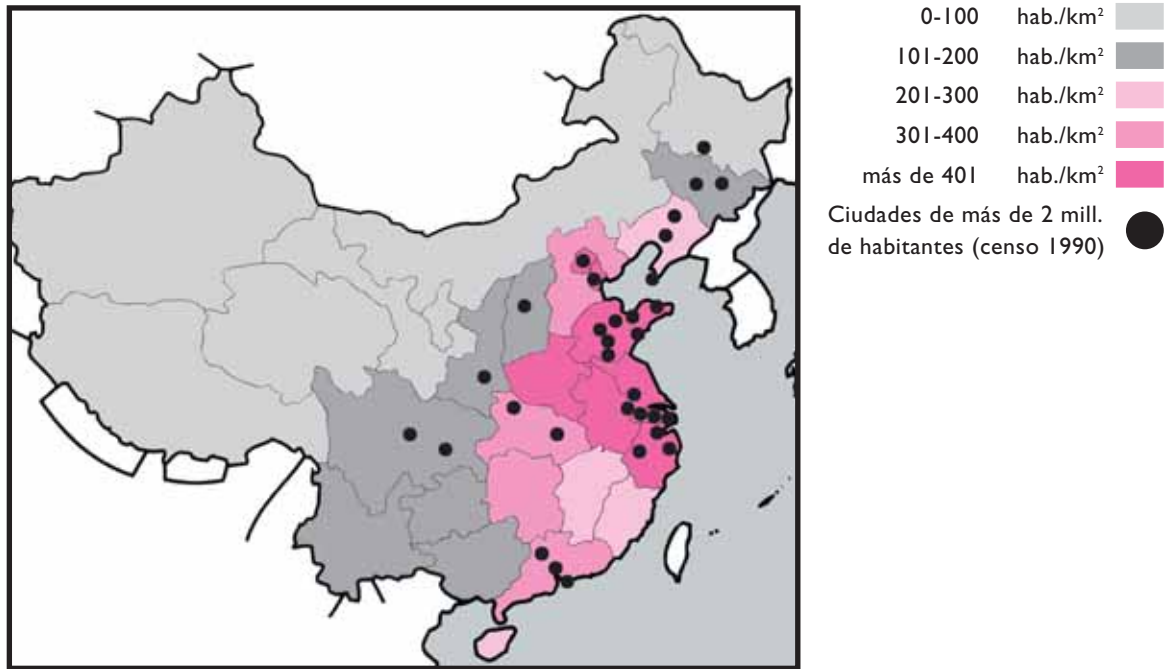 0-100 hab./km²
101-200 hab./km²
201-300 hab./km²
301-400 hab./km²
más de 401 hab./km²
Ciudades de más de 2 mill.
de habitantes (censo 1990)